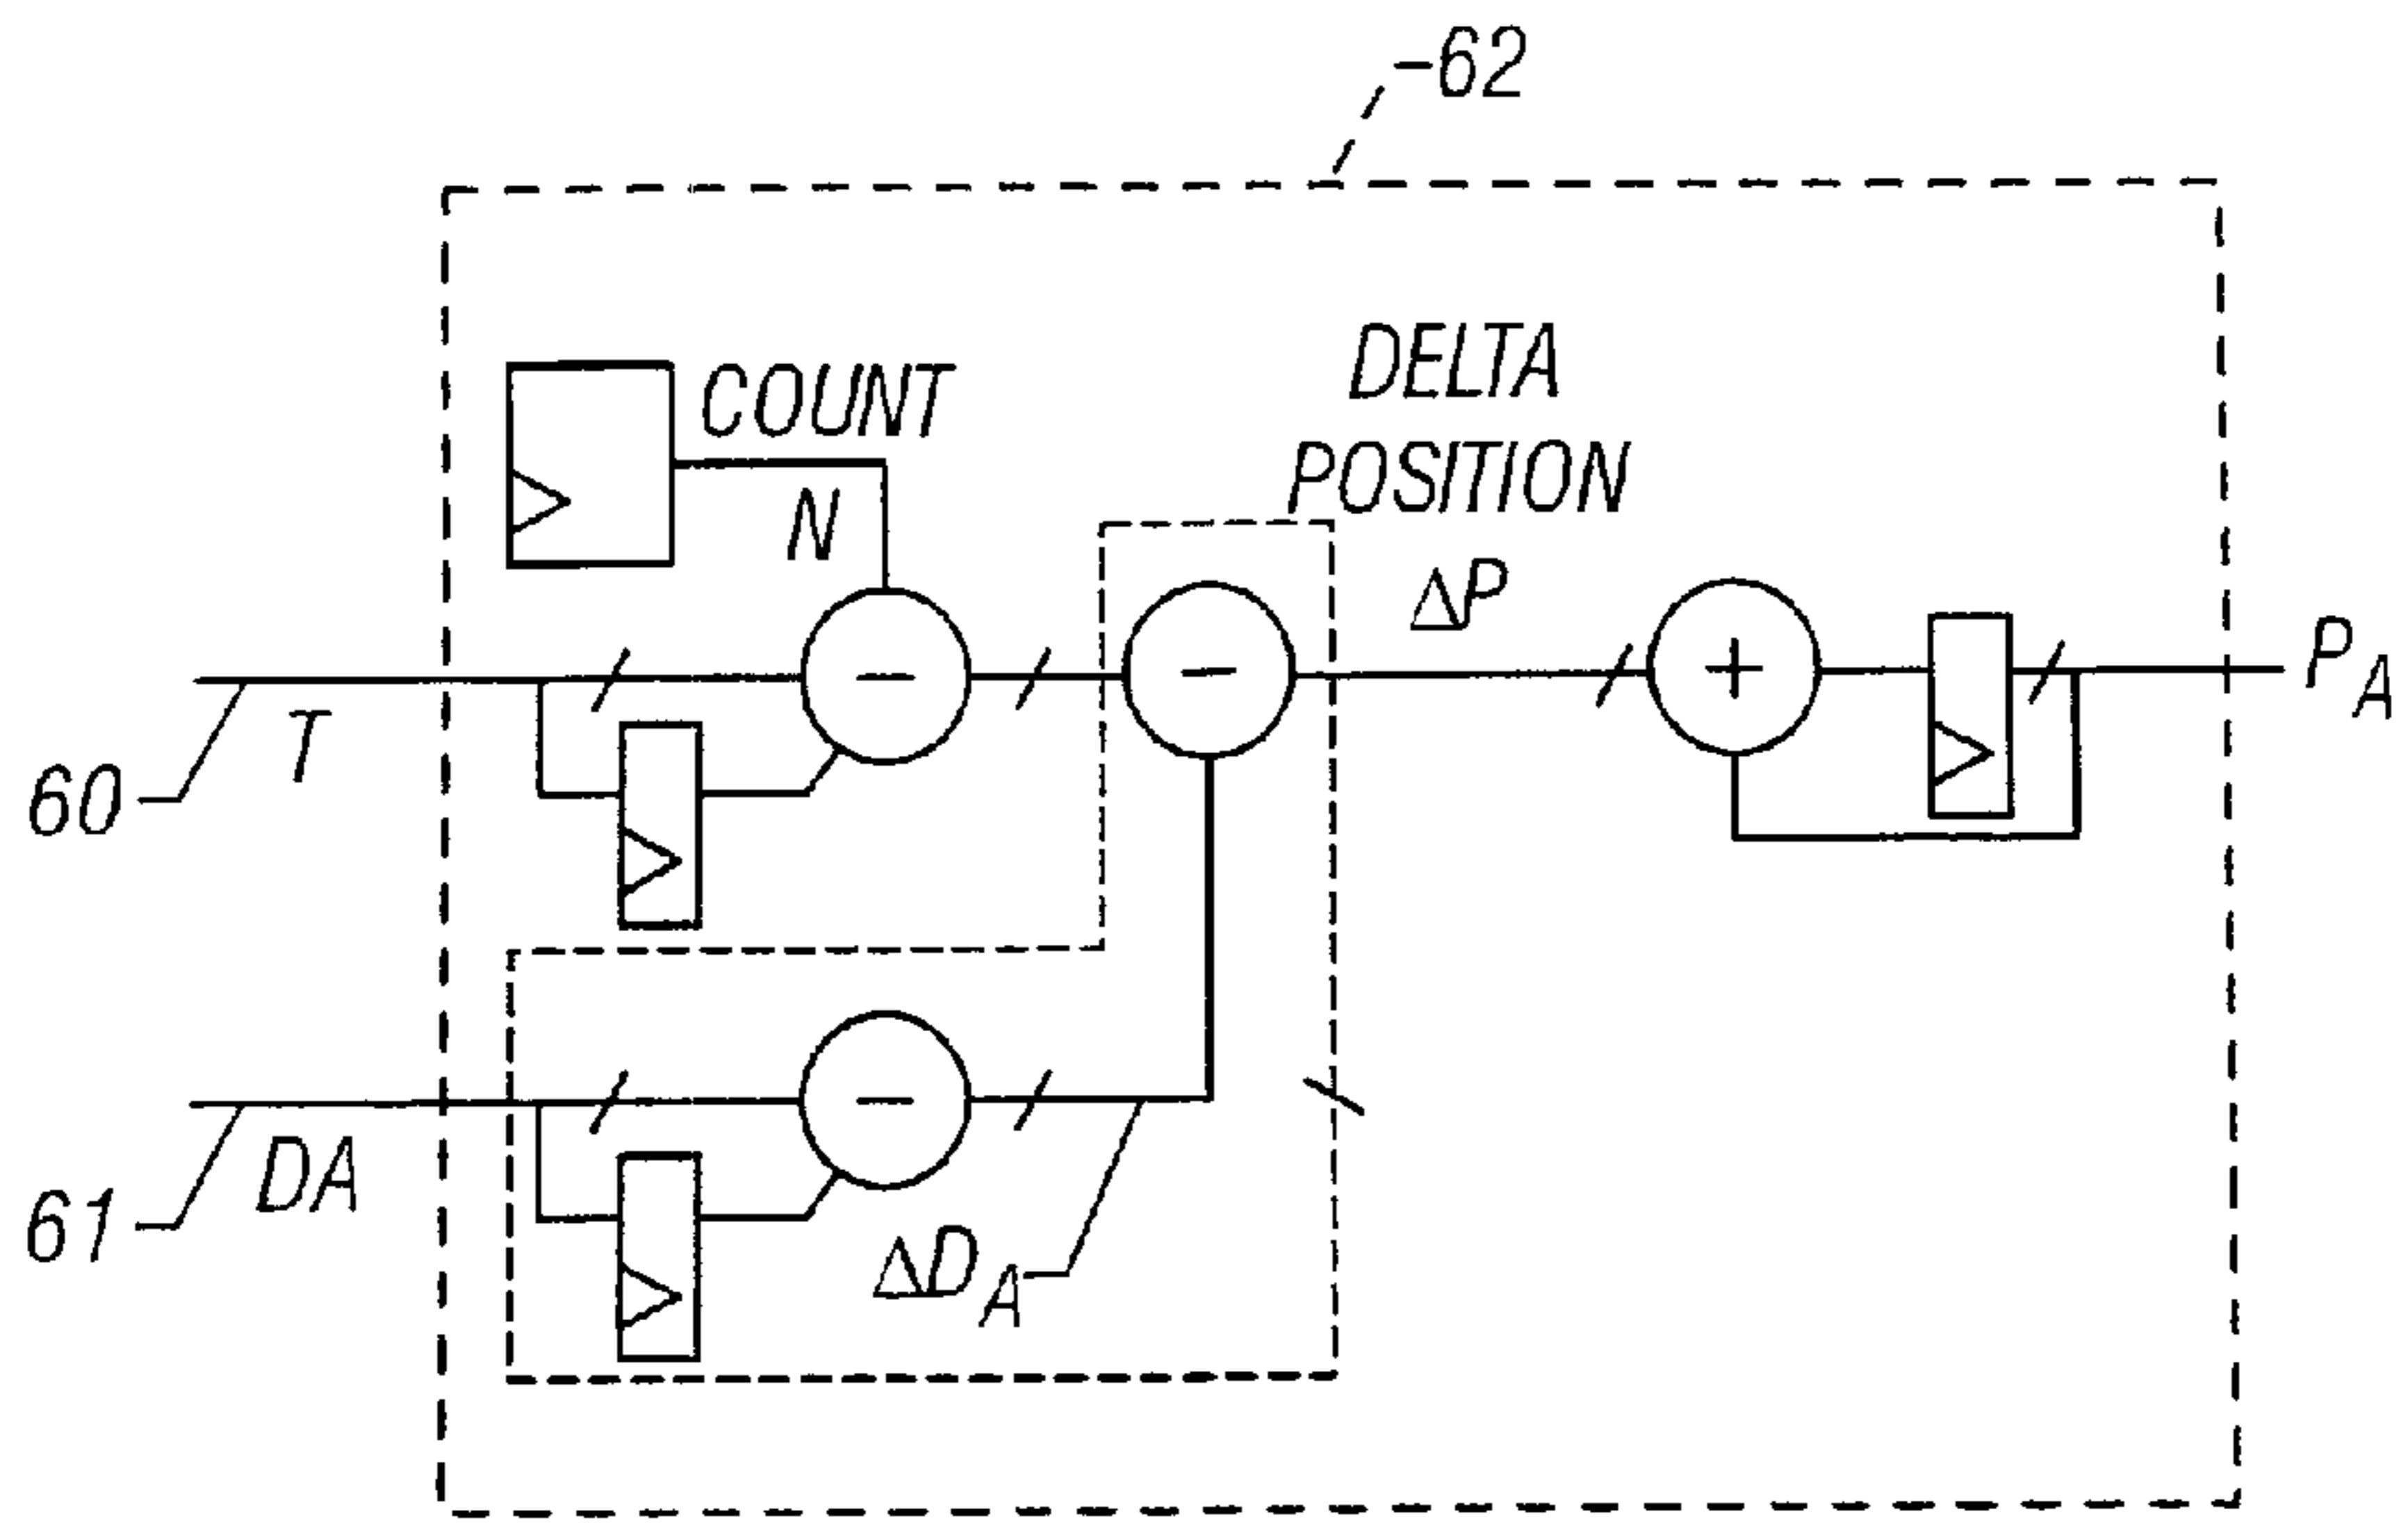 -62
COUNT
N
DELTA
POSITION
ΔP
P_A
T
60
DA
61
ΔD_A